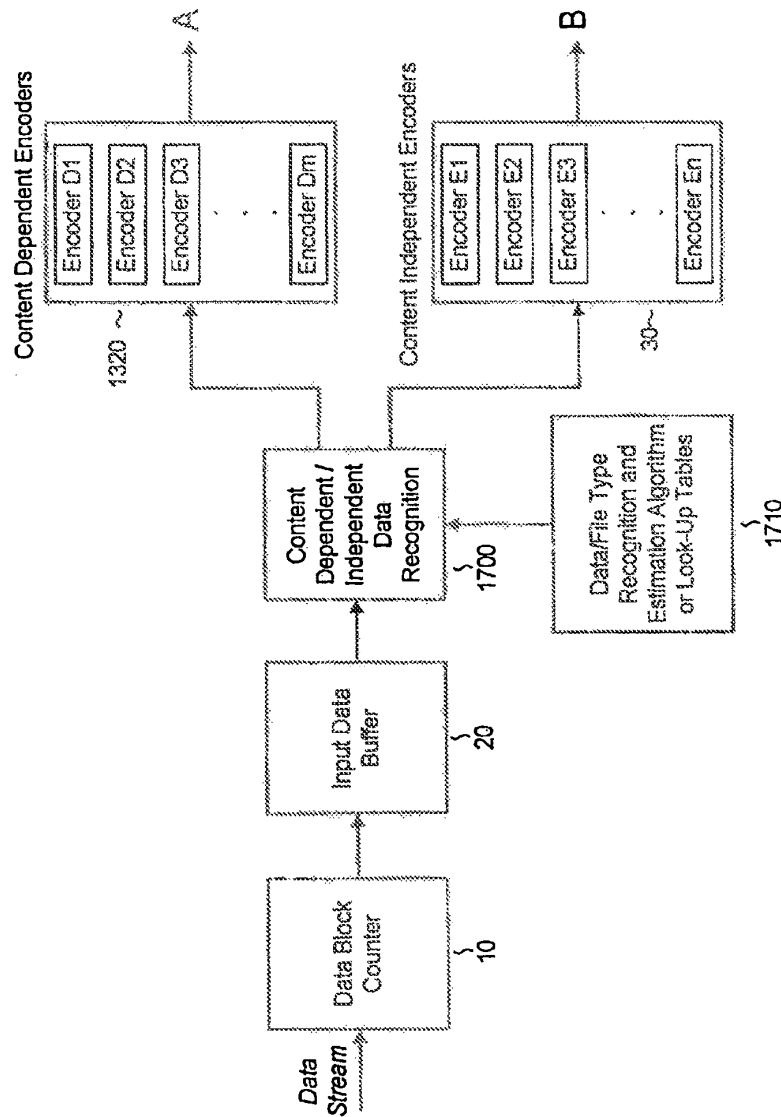 Data
Stream
Data Block
Counter
10
Input Data
Buffer
20
Content
Dependent /
Independent
Data
Recognition
1700
Data/File Type
Recognition and
Estimation Algorithm
or Look-Up Tables
1710
Content Dependent Encoders
Encoder D1
Encoder D2
Encoder D3
. . .
Encoder Dm
1320
A
Content Independent Encoders
Encoder E1
Encoder E2
Encoder E3
. . .
Encoder En
30
B